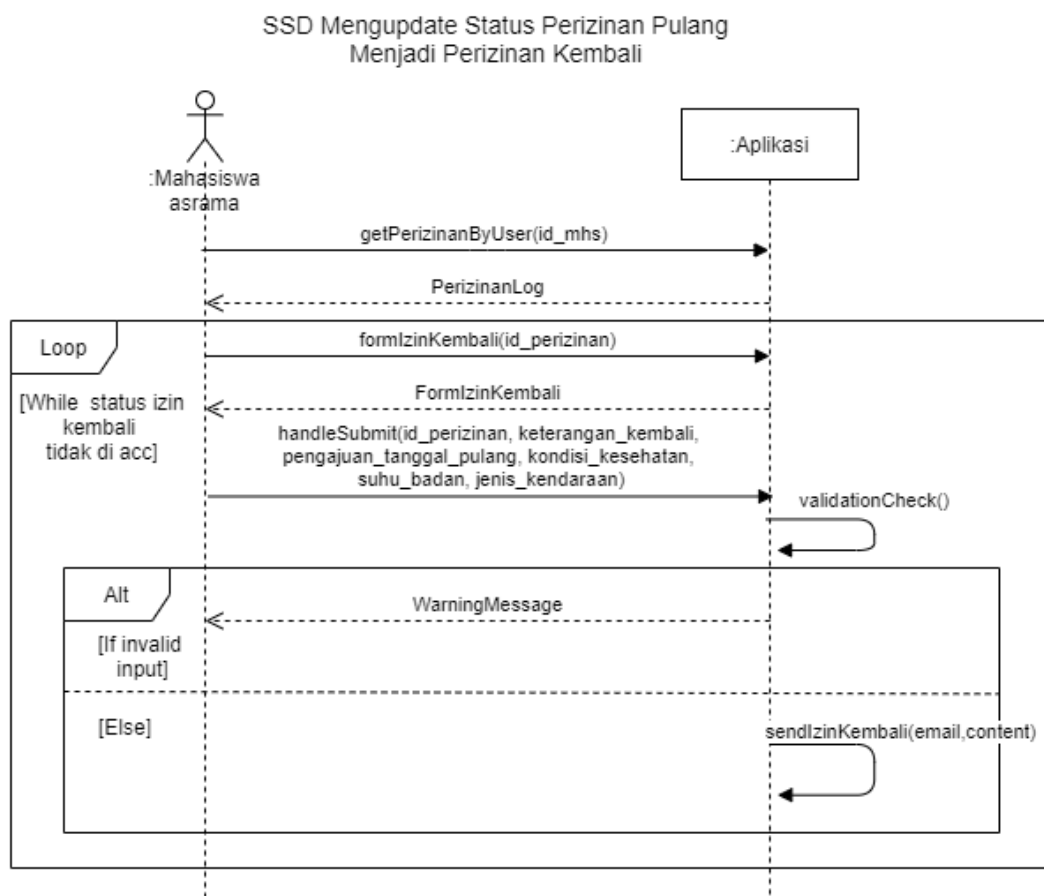 SSD Mengupdate Status Perizinan Pulang
Menjadi Perizinan Kembali
:Mahasiswa
asrama
:Aplikasi
getPerizinanByUser(id_mhs)
PerizinanLog
Loop
formIzinKembali(id_perizinan)
[While status izin
kembali
tidak di acc]
FormIzinKembali
handleSubmit(id_perizinan, keterangan_kembali,
pengajuan_tanggal_pulang, kondisi_kesehatan,
suhu_badan, jenis_kendaraan)
validationCheck()
Alt
WarningMessage
[If invalid
input]
[Else]
sendIzinKembali(email,content)